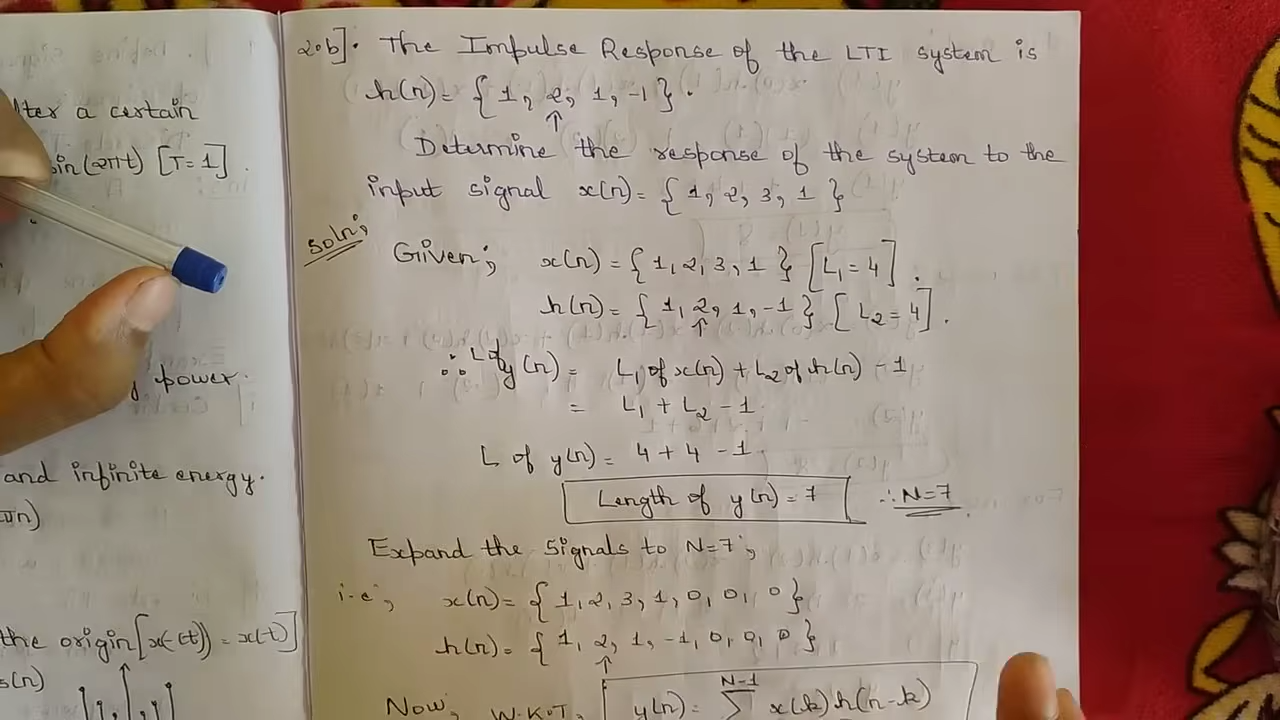 lter a certain
sin(2πt) [T=1].
power.
and infinite energy.
the origin [x(-t)) = x(t)]
20b]. The Impulse Response of the LTI system is
h(n)= { 1, 2, 1, -1 }.
↑
Determine the response of the system to the
input signal x(n)= { 1, 2, 3, 1 }
Soln;
Given; x(n) = { 1, 2, 3, 1 } [L₁ = 4].
h(n) = { 1, 2, 1, -1 } [L₂ = 4].
↑
∴ L of y(n) = L₁ of x(n) + L₂ of h(n) - 1
= L₁ + L₂ - 1
L of y(n) = 4 + 4 - 1
Length of y(n) = 7 ∴ N=7
Expand the Signals to N=7;
i.e; x(n) = { 1, 2, 3, 1, 0, 0, 0 }
h(n) = { 1, 2, 1, -1, 0, 0, 0 }
↑
Now, W.K.T, y(n) = N-1 ∑ x(k) h(n-k)